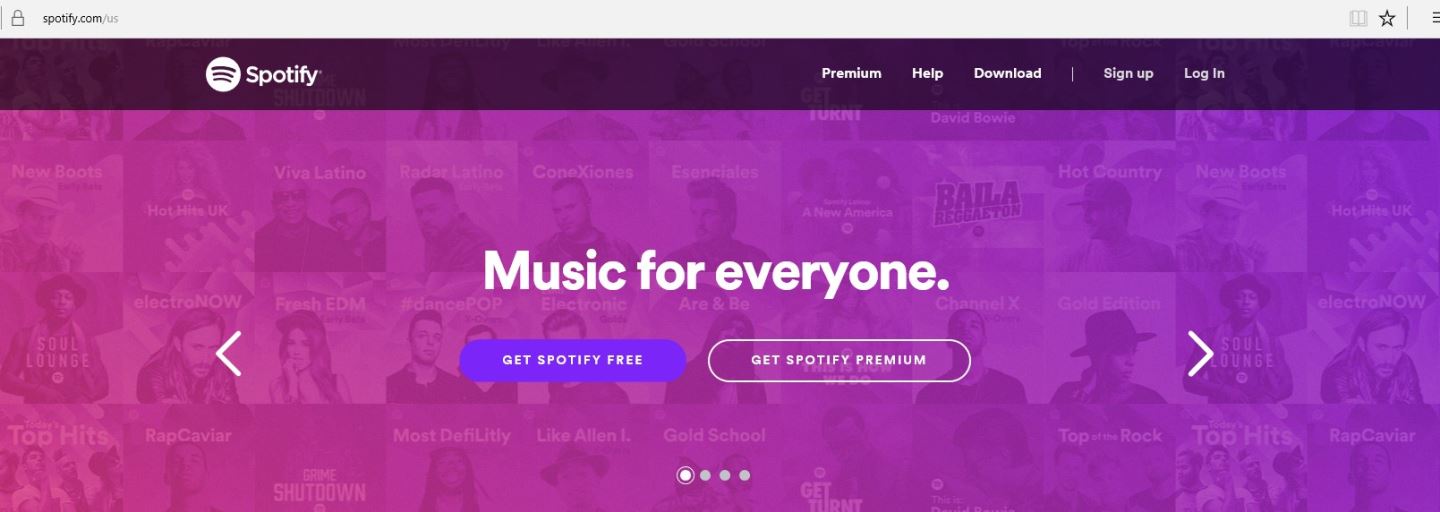 spotify.com/us
Spotify
Premium Help Download Sign up Log In
Top Hits RapCaviar Most DefiLitly Like Allen I. Gold School Top of the Rock Top Hits RapCaviar
SHUTDOWN
GET TURNT
David Bowie
New Boots Viva Latino Radar Latino ConeXiones Esenciales Hot Country New Boots
Hot Hits UK
A New America
BAILA REGGAETON
Hot Hits UK
Music for everyone.
electroNOW Fresh EDM #dancePOP Electronic Are & Be Channel X Gold Edition electroNOW
SOUL LOUNGE
SOUL LOUNGE
GET SPOTIFY FREE
GET SPOTIFY PREMIUM
THIS IS HOW WE DO
Today's Top Hits RapCaviar Most DefiLitly Like Allen I. Gold School Top of the Rock Today's Top Hits RapCaviar
GRIME SHUTDOWN
GET TURNT
This is: